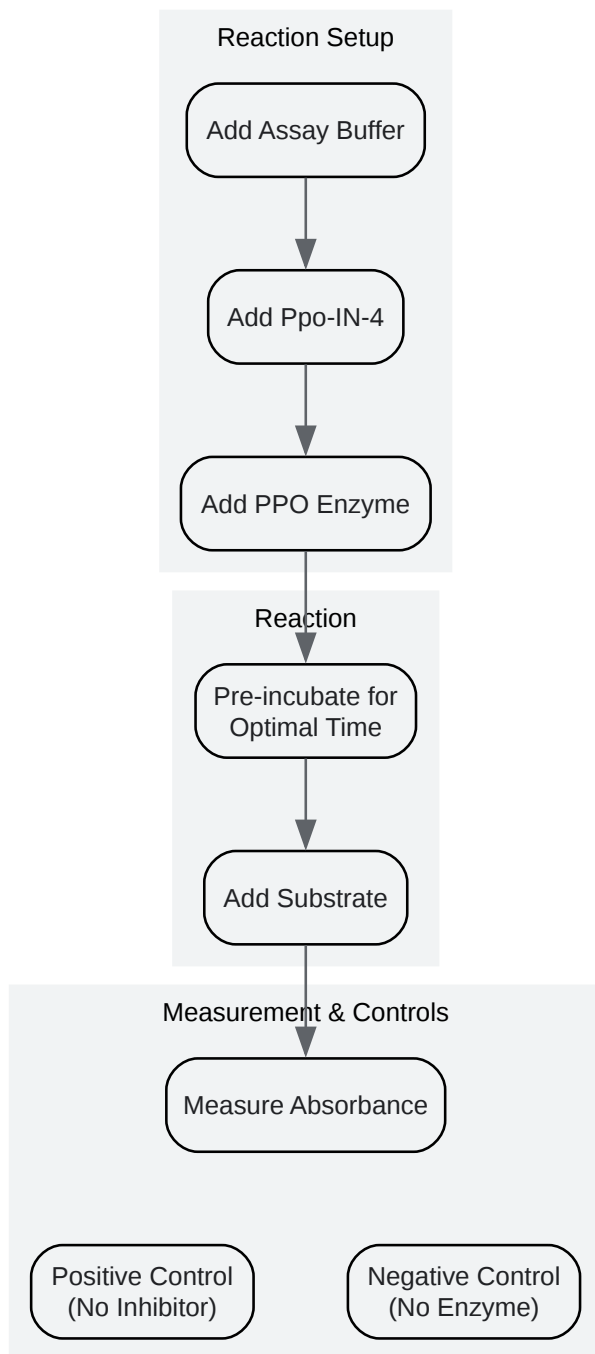 Reaction Setup
Add Assay Buffer
Add Ppo-IN-4
Add PPO Enzyme
Reaction
Pre-incubate for
Optimal Time
Add Substrate
Measurement & Controls
Measure Absorbance
Positive Control
(No Inhibitor)
Negative Control
(No Enzyme)